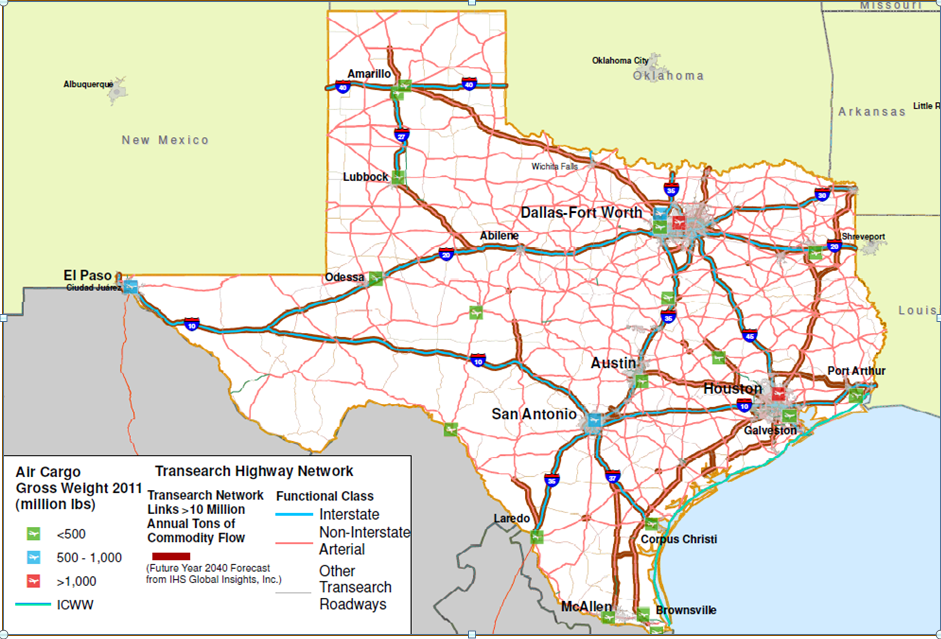 Missouri
Amarillo
Oklahoma City
Oklahoma
Albuquerque
40
40
Little R
Arkansas
27
New Mexico
Wichita Falls
Lubbock
35
30
Dallas-Fort Worth
Abilene
Shreveport
20
20
El Paso
Ciudad Juárez
Odessa
Louis
10
35
45
10
Austin
Port Arthur
Houston
10
San Antonio
Galveston
35
37
Laredo
Corpus Christi
McAllen
Brownsville
Air Cargo
Gross Weight 2011
(million lbs)
<500
500 - 1,000
>1,000
ICWW
Transearch Highway Network
Transearch Network
Links >10 Million
Annual Tons of
Commodity Flow
(Future Year 2040 Forecast
from IHS Global Insights, Inc.)
Functional Class
Interstate
Non-Interstate
Arterial
Other
Transearch
Roadways